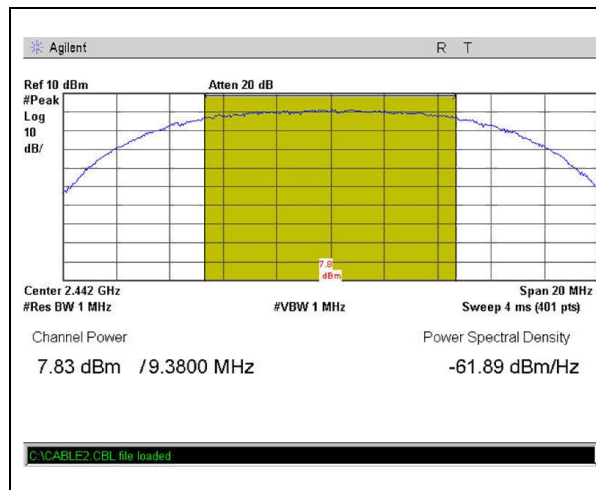 Agilent R T
Ref 10 dBm Atten 20 dB
#Peak
Log
10
dB/
7.8
dBm
Center 2.442 GHz Span 20 MHz
#Res BW 1 MHz #VBW 1 MHz Sweep 4 ms (401 pts)
Channel Power Power Spectral Density
7.83 dBm /9.3800 MHz -61.89 dBm/Hz
C:\CABLE2.CBL file loaded